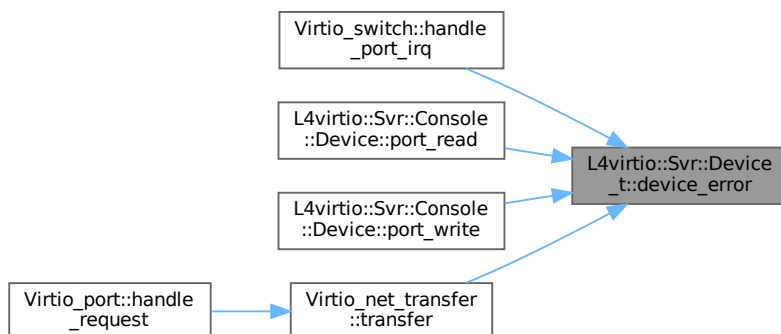 Virtio_switch::handle
_port_irq
L4virtio::Svr::Console
::Device::port_read
L4virtio::Svr::Device
_t::device_error
L4virtio::Svr::Console
::Device::port_write
Virtio_port::handle
_request
Virtio_net_transfer
::transfer